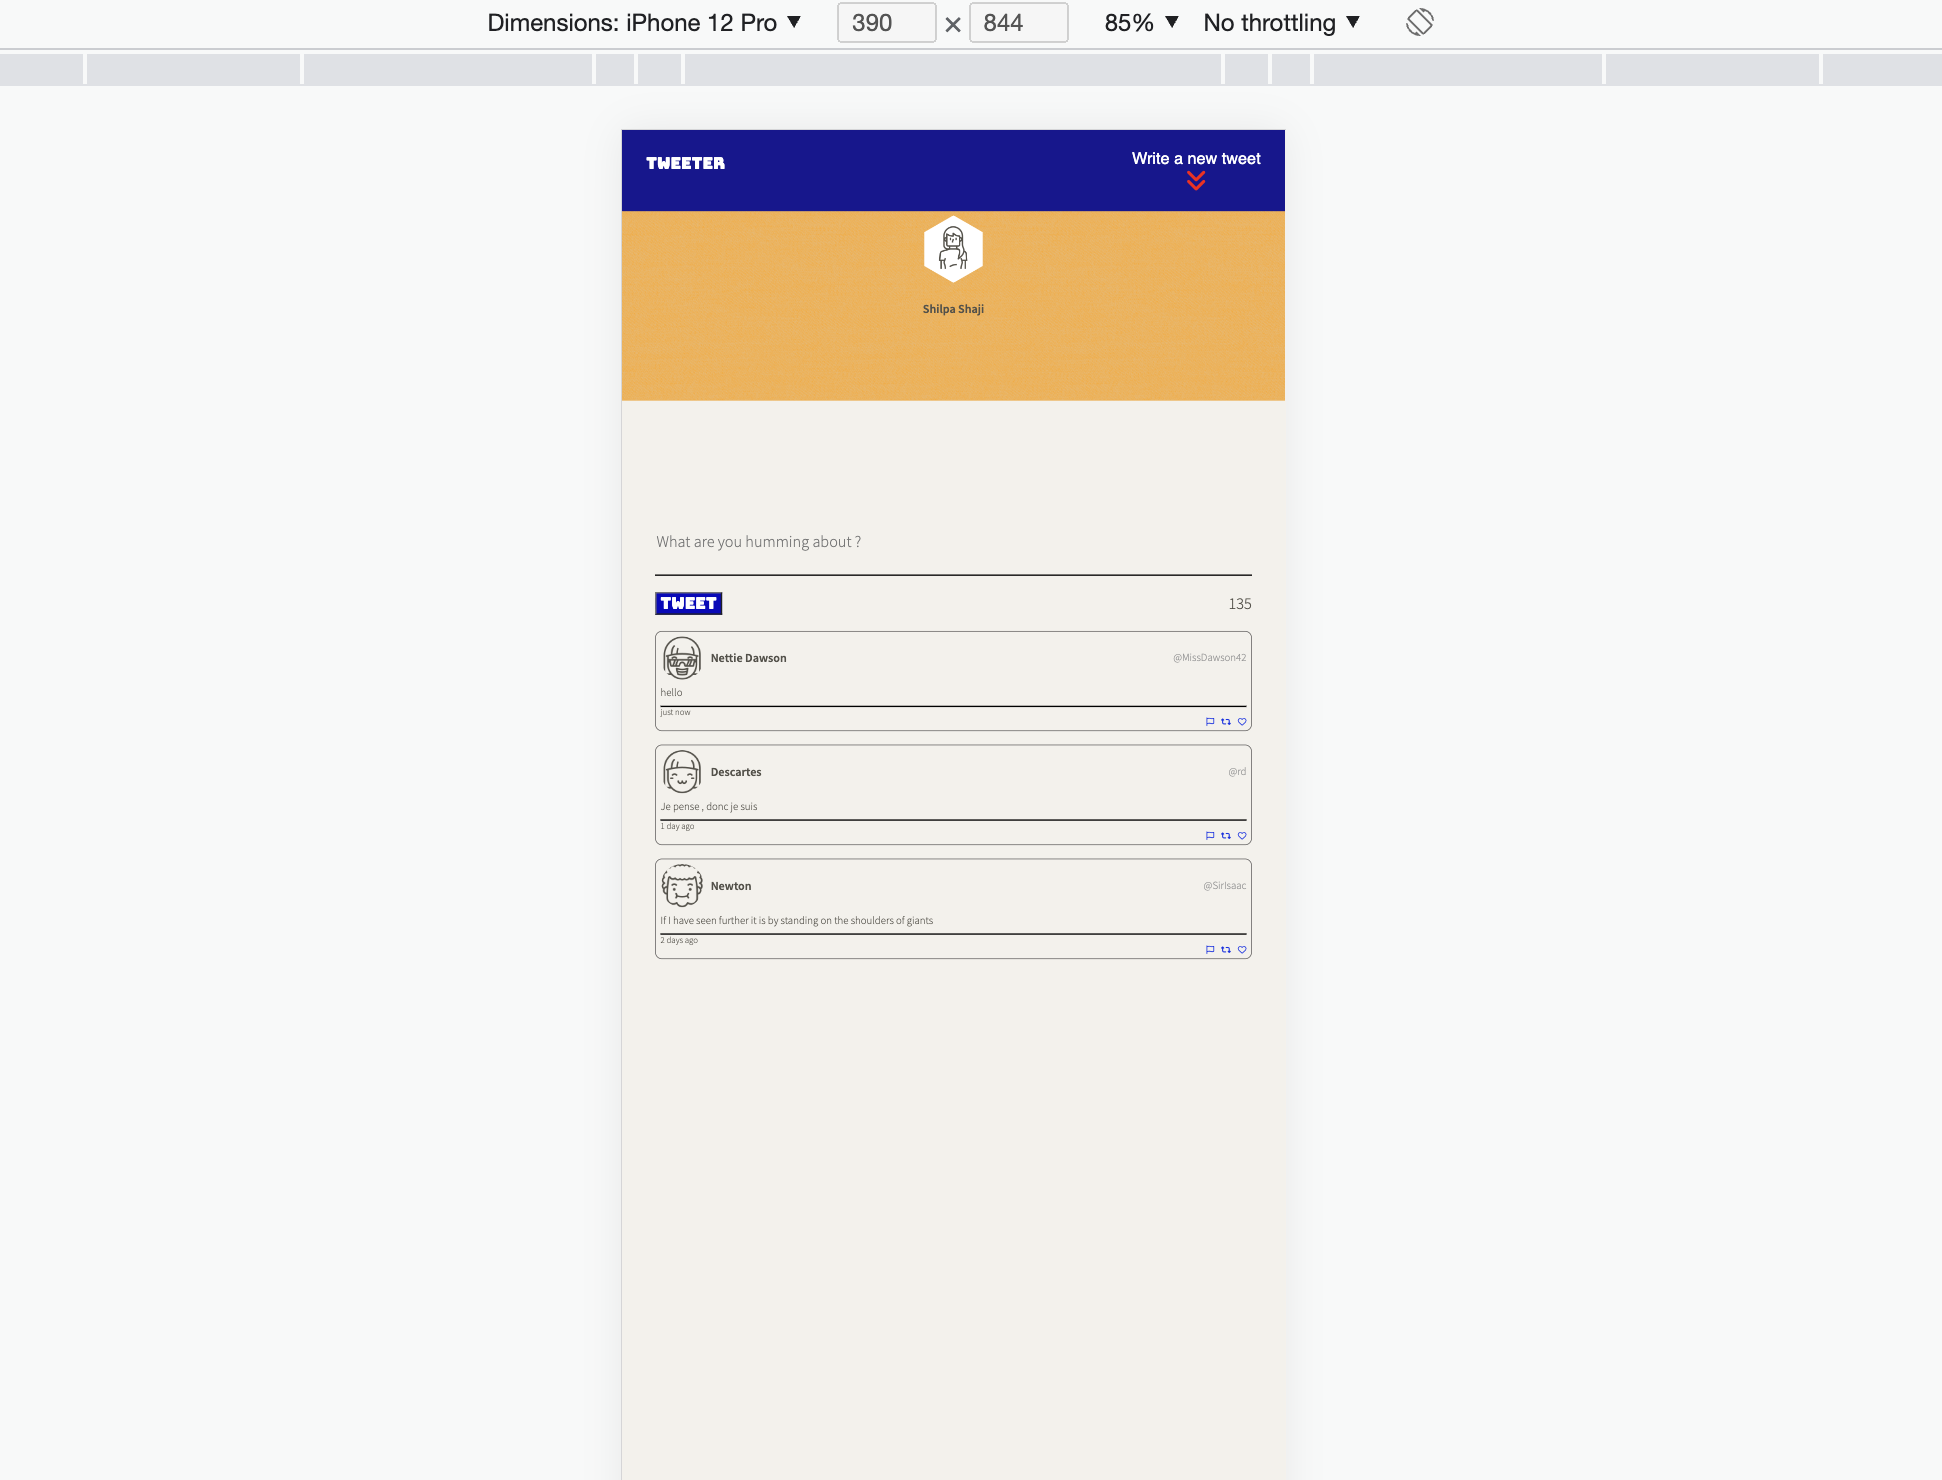 Dimensions: iPhone 12 Pro ▼ 390 × 844 85% ▼ No throttling ▼
TWEETER
Write a new tweet
Shilpa Shaji
What are you humming about ?
TWEET 135
Nettie Dawson @MissDawson42
hello
just now
Descartes @rd
Je pense , donc je suis
1 day ago
Newton @SirIsaac
If I have seen further it is by standing on the shoulders of giants
2 days ago